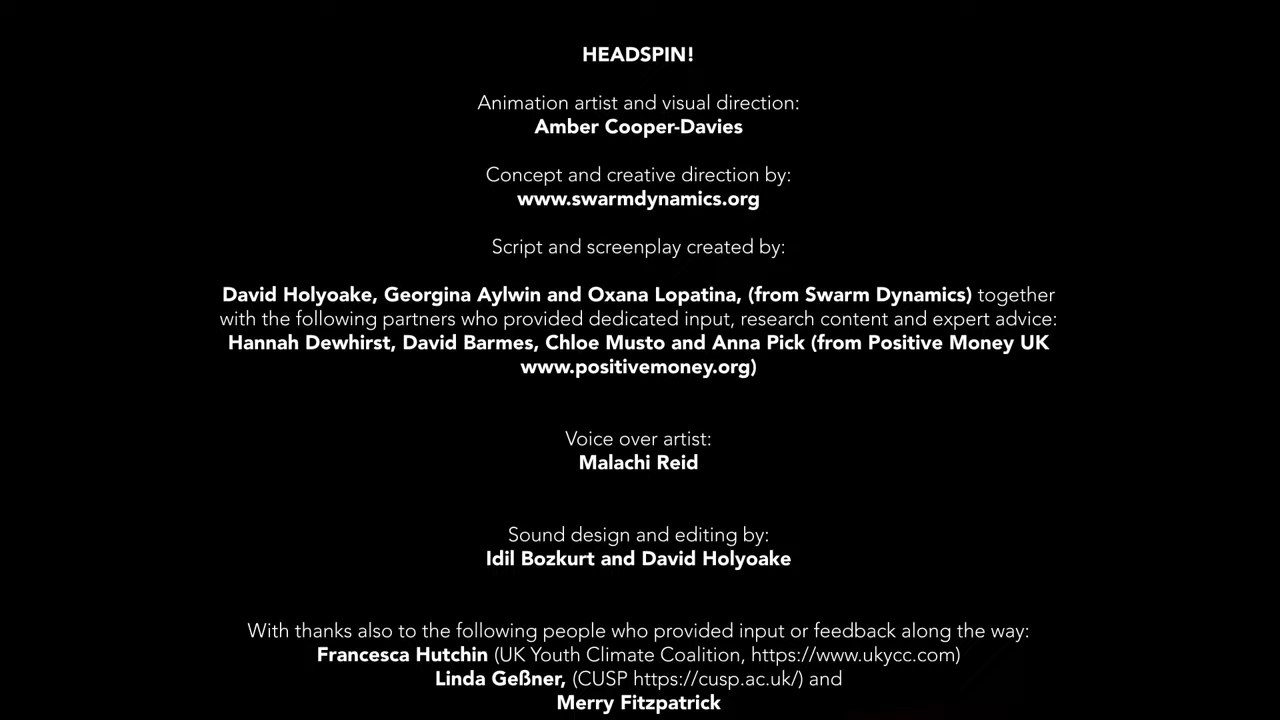 HEADSPIN!
Animation artist and visual direction:
Amber Cooper-Davies
Concept and creative direction by:
www.swarmdynamics.org
Script and screenplay created by:
David Holyoake, Georgina Aylwin and Oxana Lopatina, (from Swarm Dynamics) together
with the following partners who provided dedicated input, research content and expert advice:
Hannah Dewhirst, David Barmes, Chloe Musto and Anna Pick (from Positive Money UK
www.positivemoney.org)
Voice over artist:
Malachi Reid
Sound design and editing by:
Idil Bozkurt and David Holyoake
With thanks also to the following people who provided input or feedback along the way:
Francesca Hutchin (UK Youth Climate Coalition, https://www.ukycc.com)
Linda Geßner, (CUSP https://cusp.ac.uk/) and
Merry Fitzpatrick